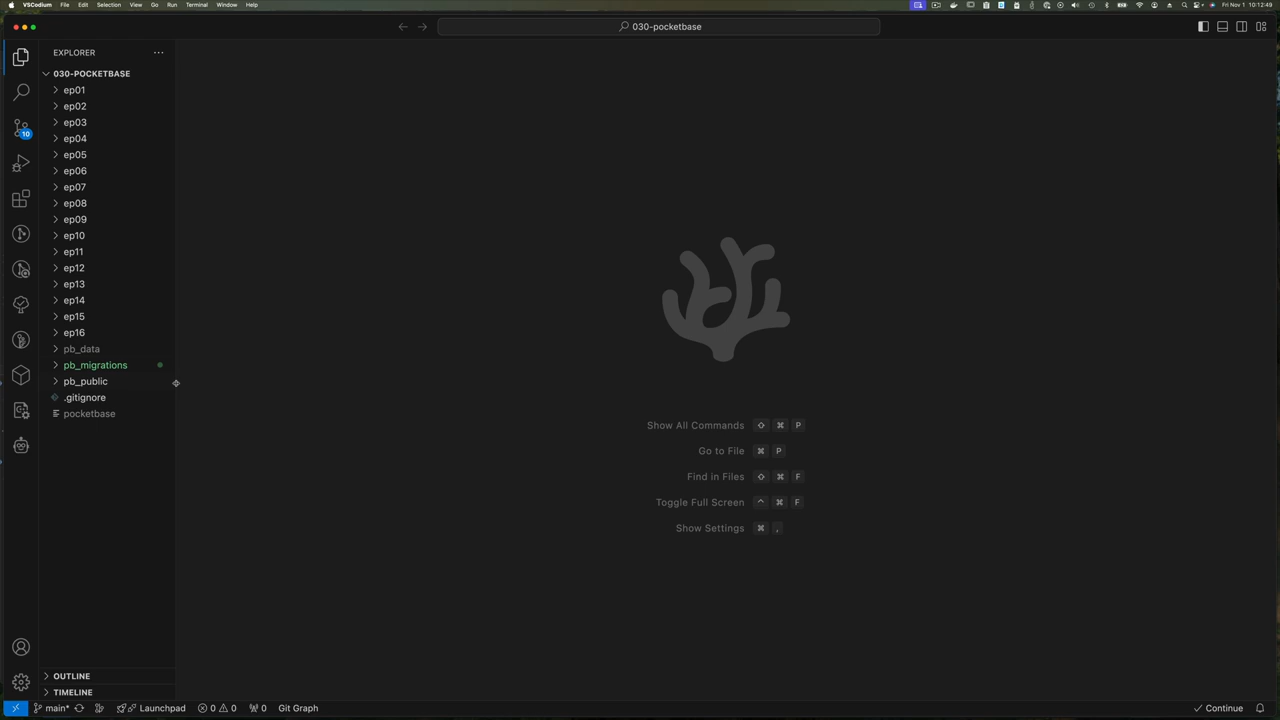 VSCodium File Edit Selection View Go Run Terminal Window Help Fri Nov 1 10:12:49
030-pocketbase
EXPLORER
030-POCKETBASE
ep01
ep02
ep03
ep04
ep05
ep06
ep07
ep08
ep09
ep10
ep11
ep12
ep13
ep14
ep15
ep16
pb_data
pb_migrations
pb_public
.gitignore
pocketbase
10
Show All Commands ⇧ ⌘ P
Go to File ⌘ P
Find in Files ⇧ ⌘ F
Toggle Full Screen ⌃ ⌘ F
Show Settings ⌘ ,
OUTLINE
TIMELINE
main* Launchpad 0 0 0 Git Graph Continue